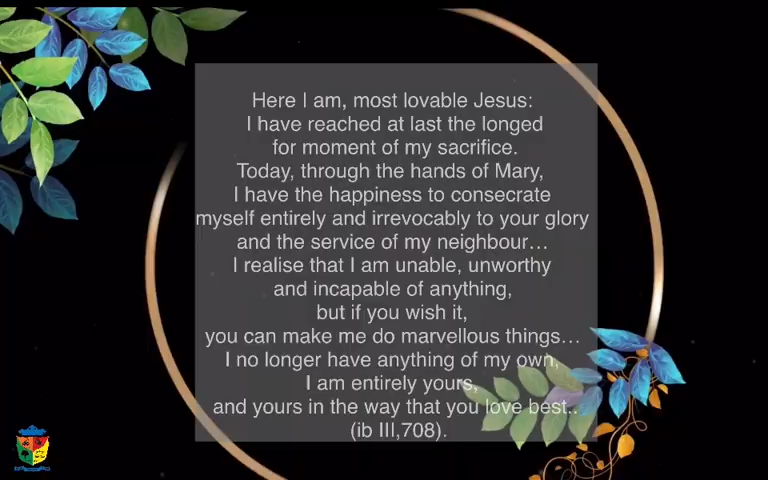 Here I am, most lovable Jesus:
I have reached at last the longed
for moment of my sacrifice.
Today, through the hands of Mary,
I have the happiness to consecrate
myself entirely and irrevocably to your glory
and the service of my neighbour...
I realise that I am unable, unworthy
and incapable of anything,
but if you wish it,
you can make me do marvellous things...
I no longer have anything of my own,
I am entirely yours,
and yours in the way that you love best..
(ib III,708).